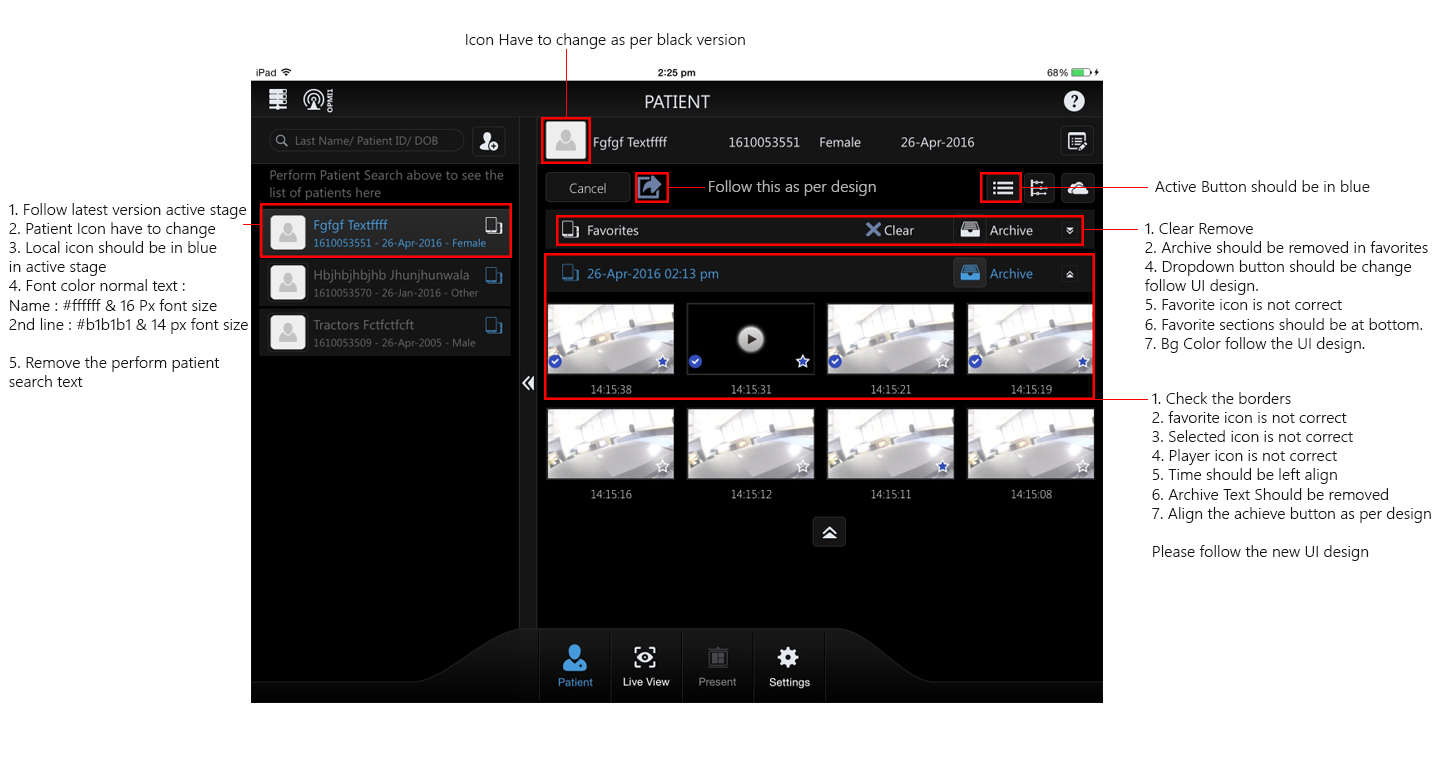 Icon Have to change as per black version
iPad
2:25 pm
68%
OPMI1
PATIENT
?
Last Name/ Patient ID/ DOB
Fgfgf Textffff 1610053551 Female 26-Apr-2016
Perform Patient Search above to see the
list of patients here
Cancel
Follow this as per design
Active Button should be in blue
1. Follow latest version active stage
2. Patient Icon have to change
3. Local icon should be in blue
in active stage
4. Font color normal text :
Name : #ffffff & 16 Px font size
2nd line : #b1b1b1 & 14 px font size
5. Remove the perform patient
search text
Fgfgf Textffff
1610053551 - 26-Apr-2016 - Female
Hbjhbjhbjhb Jhunjhunwala
1610053570 - 26-Jan-2016 - Other
Tractors Fctfctfcft
1610053509 - 26-Apr-2005 - Male
Favorites
Clear
Archive
1. Clear Remove
2. Archive should be removed in favorites
4. Dropdown button should be change
follow UI design.
5. Favorite icon is not correct
6. Favorite sections should be at bottom.
7. Bg Color follow the UI design.
26-Apr-2016 02:13 pm
Archive
14:15:38
14:15:31
14:15:21
14:15:19
1. Check the borders
2. favorite icon is not correct
3. Selected icon is not correct
4. Player icon is not correct
5. Time should be left align
6. Archive Text Should be removed
7. Align the achieve button as per design
Please follow the new UI design
14:15:16
14:15:12
14:15:11
14:15:08
Patient
Live View
Present
Settings